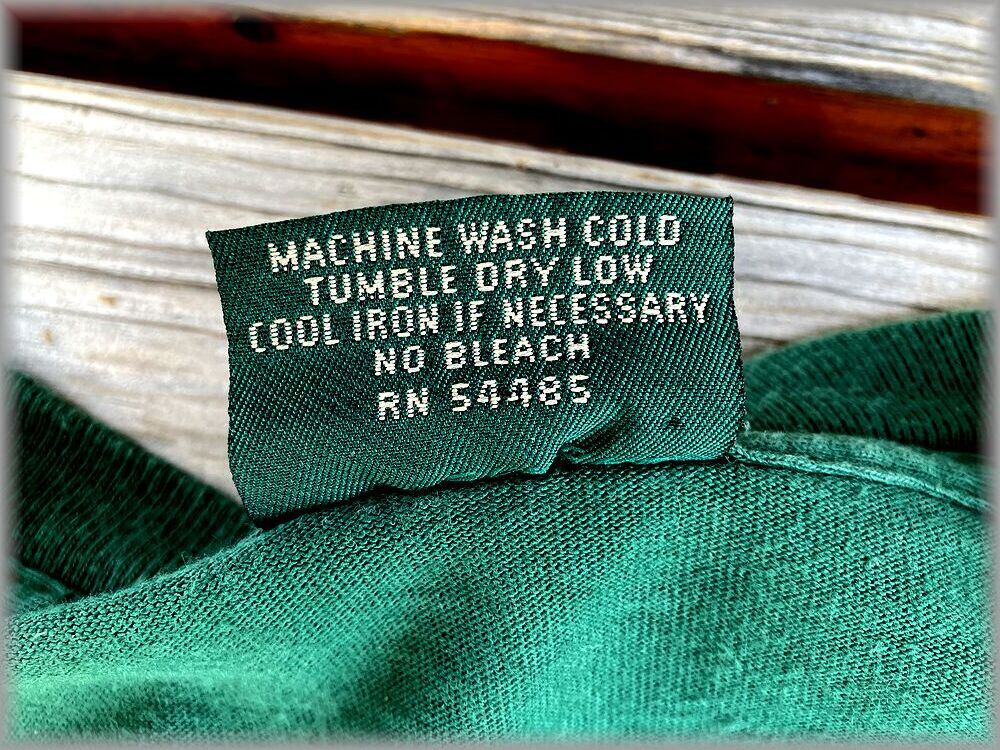 MACHINE WASH COLD
TUMBLE DRY LOW
COOL IRON IF NECESSARY
NO BLEACH
RN 54485